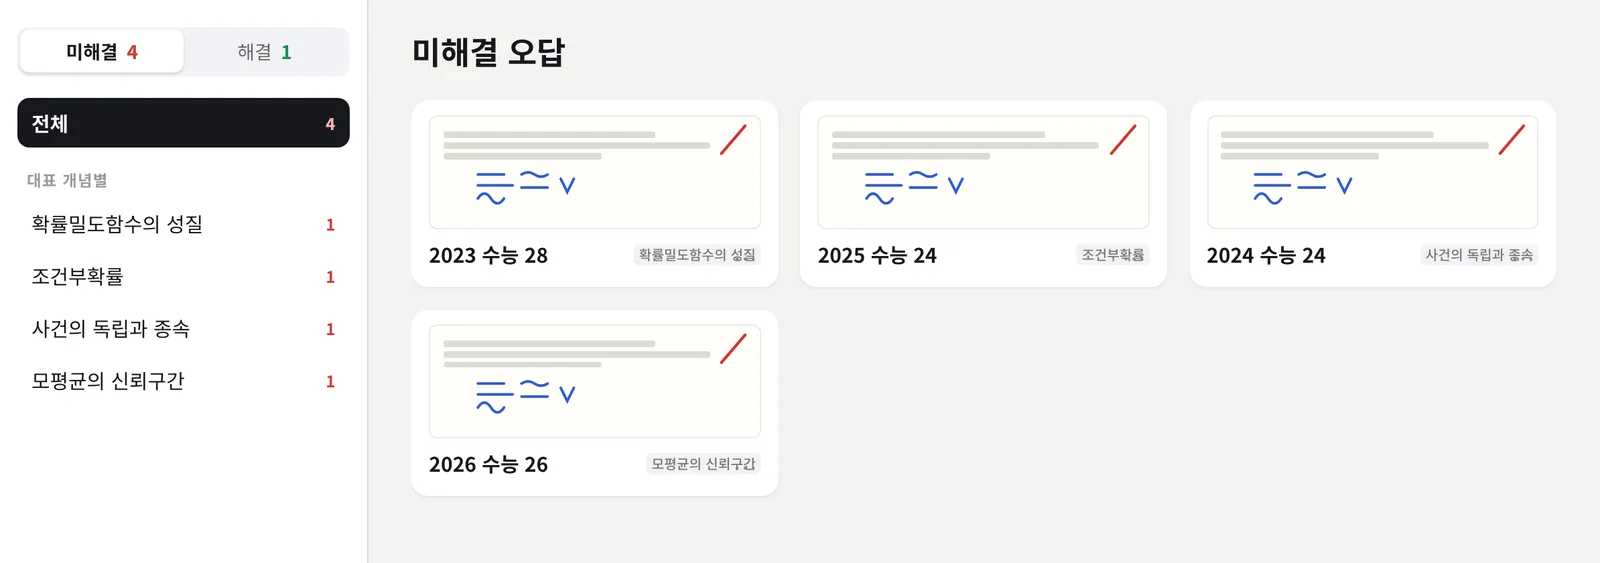 미해결 4
해결 1
전체 4
대표 개념별
확률밀도함수의 성질 1
조건부확률 1
사건의 독립과 종속 1
모평균의 신뢰구간 1
미해결 오답
2023 수능 28 확률밀도함수의 성질
2025 수능 24 조건부확률
2024 수능 24 사건의 독립과 종속
2026 수능 26 모평균의 신뢰구간